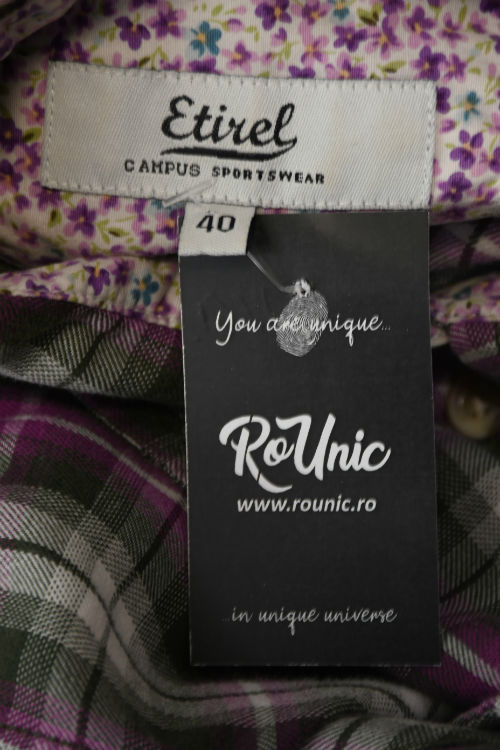 Etirel
CAMPUS SPORTSWEAR
40
You are unique...
RoUnic
www.rounic.ro
...in unique universe